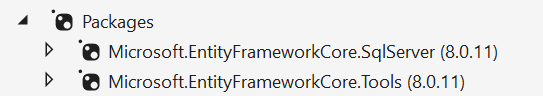 Packages
Microsoft.EntityFrameworkCore.SqlServer (8.0.11)
Microsoft.EntityFrameworkCore.Tools (8.0.11)